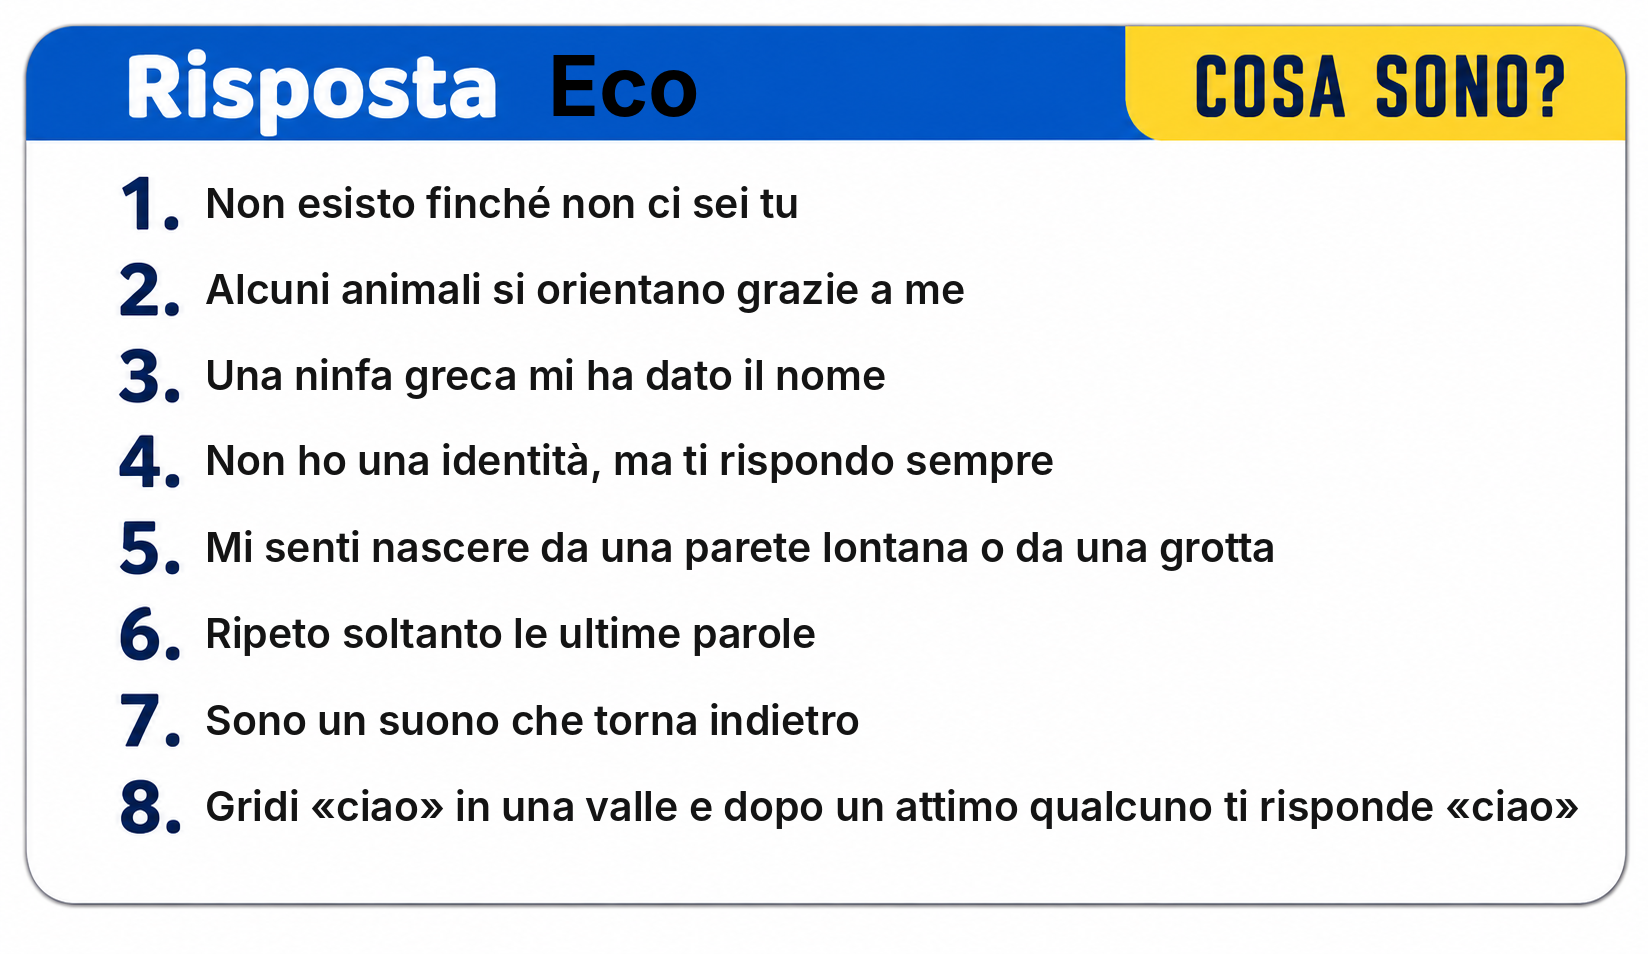 Risposta Eco
COSA SONO?
1. Non esisto finché non ci sei tu
2. Alcuni animali si orientano grazie a me
3. Una ninfa greca mi ha dato il nome
4. Non ho una identità, ma ti rispondo sempre
5. Mi senti nascere da una parete lontana o da una grotta
6. Ripeto soltanto le ultime parole
7. Sono un suono che torna indietro
8. Gridi «ciao» in una valle e dopo un attimo qualcuno ti risponde «ciao»